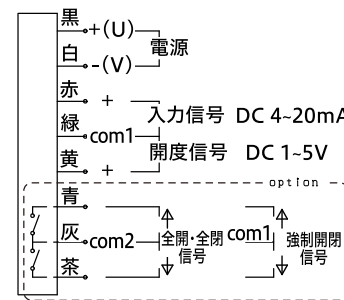 黒 +(U)
電源
白 -(V)
赤 +
入力信号 DC 4~20mA
緑 com1
開度信号 DC 1~5V
黄 +
option
青
灰 com2 全開・全閉 信号 com1 強制開閉 信号
茶